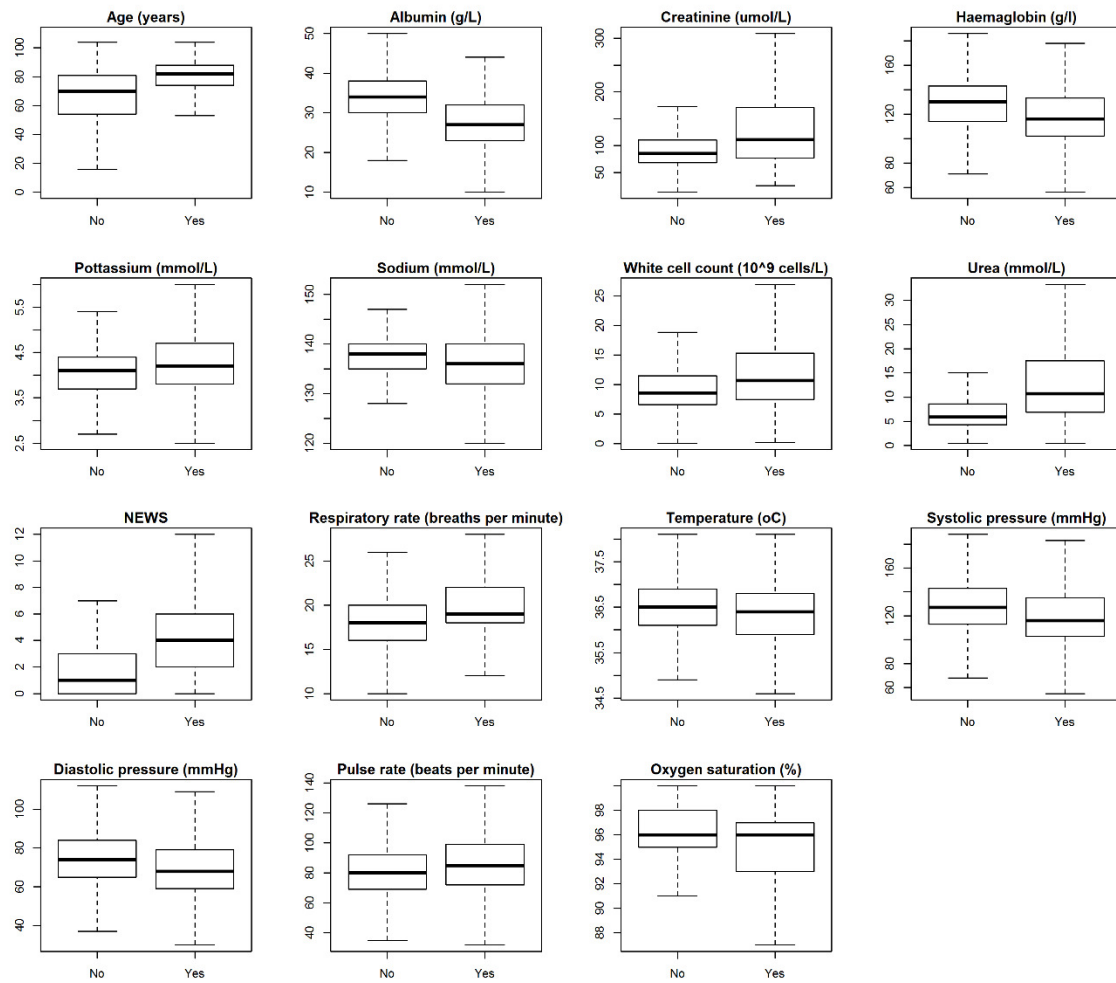 Age (years)
100
80
60
40
20
0
No Yes
Albumin (g/L)
50
40
30
20
10
No Yes
Creatinine (umol/L)
300
200
100
50
No Yes
Haemaglobin (g/l)
160
120
80
60
No Yes
Pottassium (mmol/L)
5.5
4.5
3.5
2.5
No Yes
Sodium (mmol/L)
150
140
130
120
No Yes
White cell count (10^9 cells/L)
25
20
15
10
5
0
No Yes
Urea (mmol/L)
30
25
20
15
10
5
0
No Yes
NEWS
12
10
8
6
4
2
0
No Yes
Respiratory rate (breaths per minute)
25
20
15
10
No Yes
Temperature (oC)
37.5
36.5
35.5
34.5
No Yes
Systolic pressure (mmHg)
160
120
80
60
No Yes
Diastolic pressure (mmHg)
100
80
60
40
No Yes
Pulse rate (beats per minute)
140
120
100
80
60
40
No Yes
Oxygen saturation (%)
98
96
94
92
90
88
No Yes